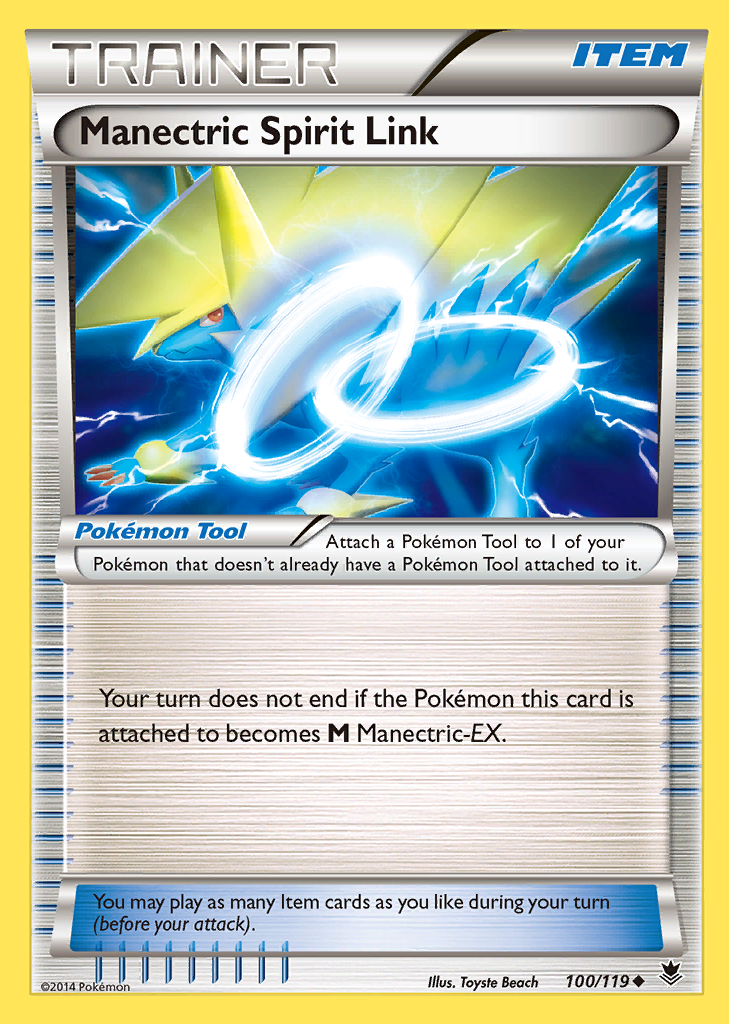 TRAINER
ITEM
Manectric Spirit Link
Pokémon Tool
Attach a Pokémon Tool to 1 of your
Pokémon that doesn't already have a Pokémon Tool attached to it.
Your turn does not end if the Pokémon this card is
attached to becomes M Manectric-EX.
You may play as many Item cards as you like during your turn
(before your attack).
©2014 Pokémon
Illus. Toyste Beach
100/119